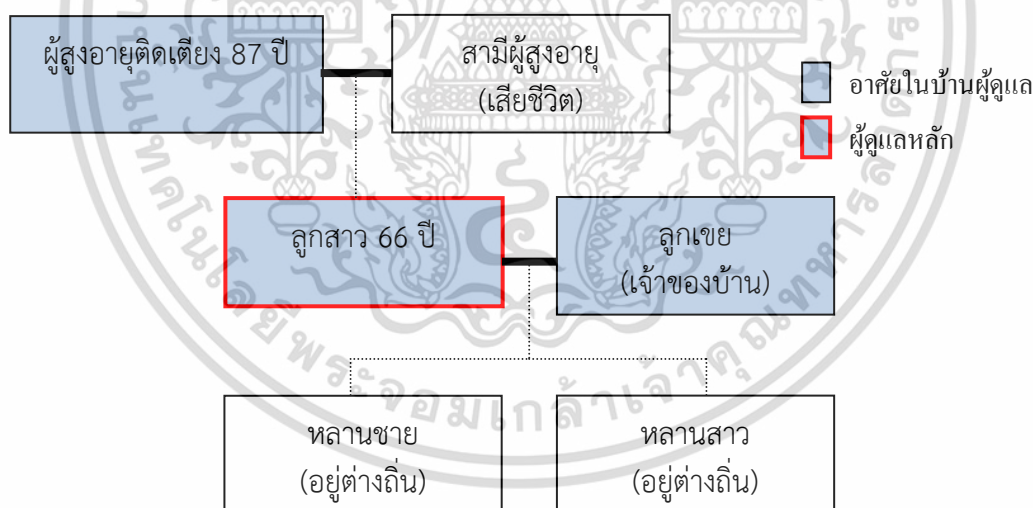 ผู้สูงอายุติดเตียง 87 ปี
สามีผู้สูงอายุ
(เสียชีวิต)
อาศัยในบ้านผู้ดูแล
ผู้ดูแลหลัก
ลูกสาว 66 ปี
ลูกเขย
(เจ้าของบ้าน)
หลานชาย
(อยู่ต่างถิ่น)
หลานสาว
(อยู่ต่างถิ่น)